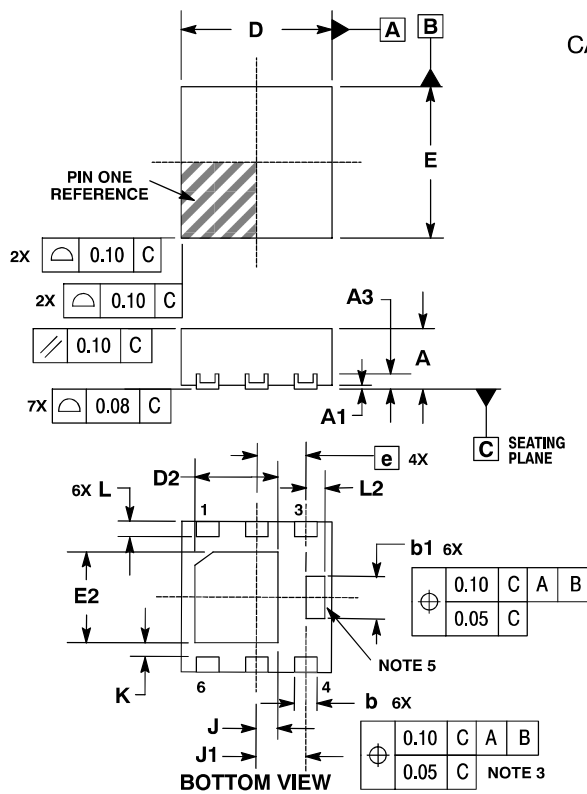 D
A
B
CA
E
PIN ONE
REFERENCE
2X ⌓ 0.10 C
2X ⌓ 0.10 C
// 0.10 C
7X ⌓ 0.08 C
A3
A
A1
C SEATING
PLANE
e 4X
D2
L2
6X L
1
3
b1 6X
⌖ 0.10 C A B
0.05 C
E2
NOTE 5
K
6
4
b 6X
J
J1
⌖ 0.10 C A B
0.05 C NOTE 3
BOTTOM VIEW